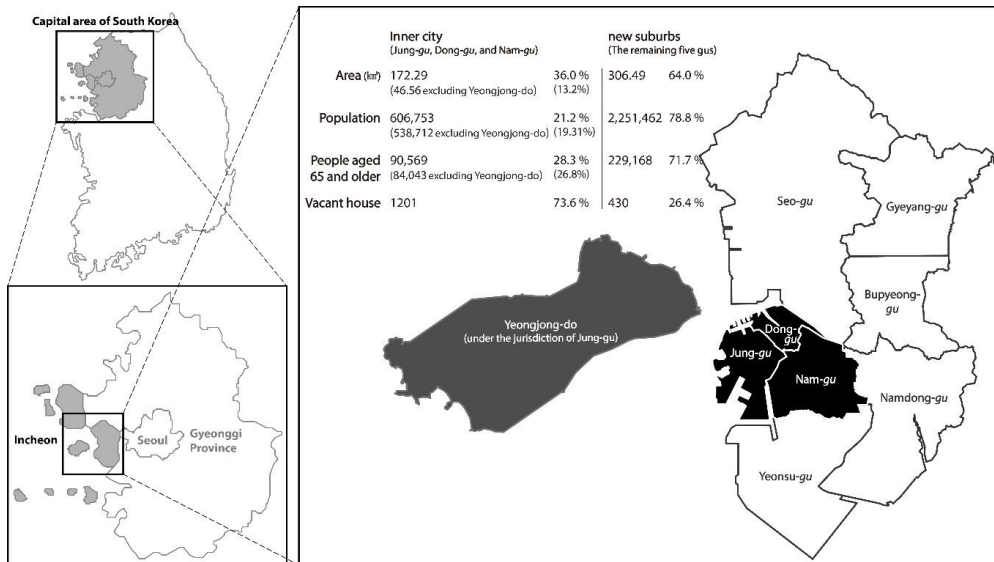 Capital area of South Korea
Inner city
(Jung-gu, Dong-gu, and Nam-gu)
new suburbs
(The remaining five gus)
Area (㎢) 172.29 36.0 % 306,49 64.0 %
(46.56 excluding Yeongjong-do) (13.2%)
Population 606,753 21.2 % 2,251,462 78.8 %
(538,712 excluding Yeongjong-do) (19.31%)
People aged 65 and older 90,569 28.3 % 229,168 71.7 %
(84,043 excluding Yeongjong-do) (26.8%)
Vacant house 1201 73.6 % 430 26.4 %
Seo-gu
Gyeyang-gu
Bupyeong-
gu
Yeongjong-do
(under the jurisdiction of Jung-gu)
Dong-
gu
Jung-gu
Nam-gu
Namdong-gu
Yeonsu-gu
Incheon
Seoul
Gyeonggi
Province